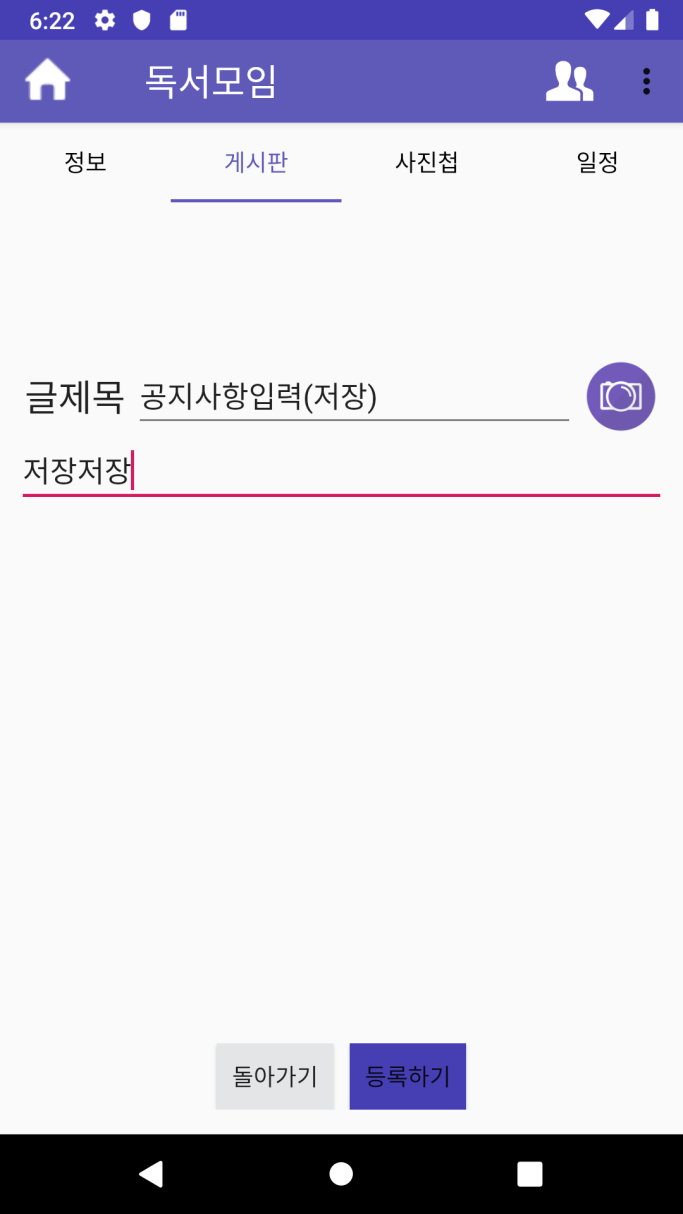 6:22
독서모임
정보 게시판 사진첩 일정
글제목 공지사항입력(저장)
저장저장
돌아가기 등록하기